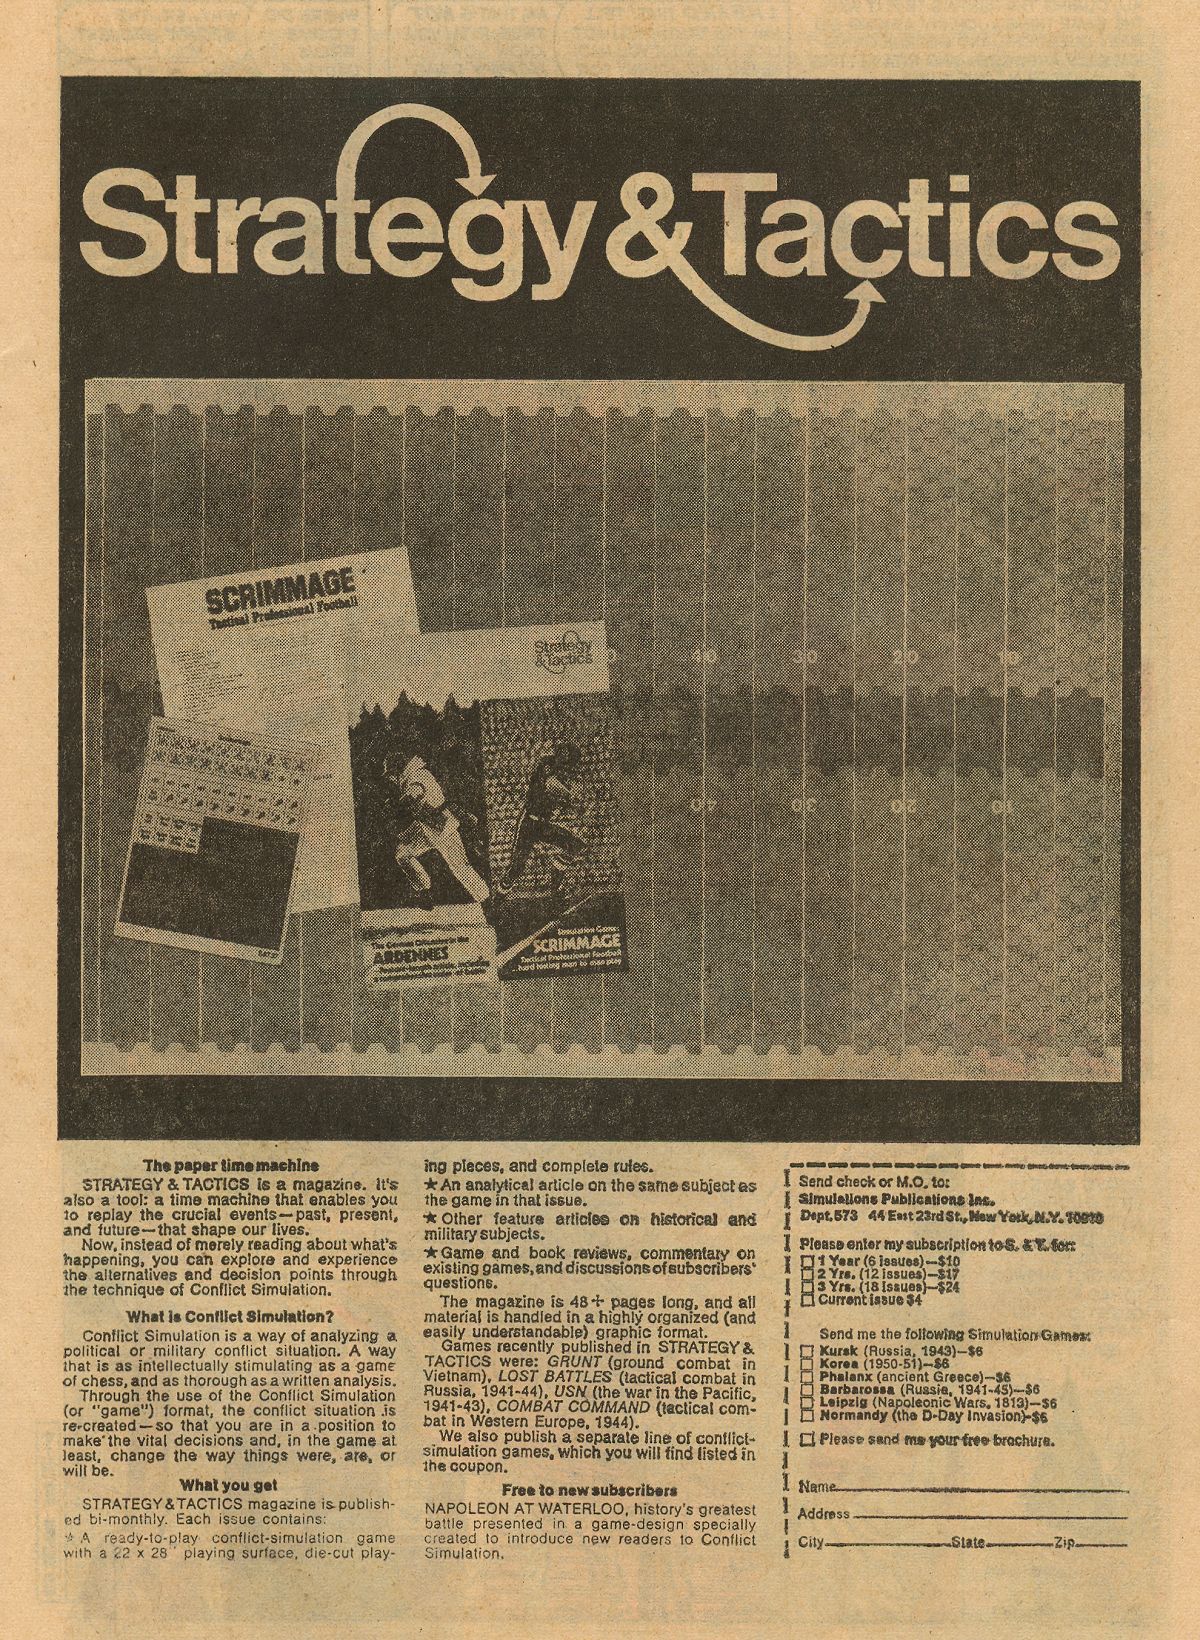 Strategy & Tactics
SCRIMMAGE
Tactical Professional Football
Strategy
& Tactics
0 40 30 20 10
40 30 20 10
ARDENNES
Simulation Game:
SCRIMMAGE
Tactical Professional Football
...hard hitting man to man play
The paper time machine
STRATEGY & TACTICS is a magazine. It's
also a tool: a time machine that enables you
to replay the crucial events—past, present,
and future—that shape our lives.
Now, instead of merely reading about what's
happening, you can explore and experience
the alternatives and decision points through
the technique of Conflict Simulation.
What is Conflict Simulation?
Conflict Simulation is a way of analyzing a
political or military conflict situation. A way
that is as intellectually stimulating as a game
of chess, and as thorough as a written analysis.
Through the use of the Conflict Simulation
(or "game") format, the conflict situation is
re-created—so that you are in a position to
make the vital decisions and, in the game at
least, change the way things were, are, or
will be.
What you get
STRATEGY & TACTICS magazine is publish-
ed bi-monthly. Each issue contains:
★ A ready-to-play conflict-simulation game
with a 22 x 28" playing surface, die-cut play-
ing pieces, and complete rules.
★ An analytical article on the same subject as
the game in that issue.
★ Other feature articles on historical and
military subjects.
★ Game and book reviews, commentary on
existing games, and discussions of subscribers'
questions.
The magazine is 48+ pages long, and all
material is handled in a highly organized (and
easily understandable) graphic format.
Games recently published in STRATEGY &
TACTICS were: GRUNT (ground combat in
Vietnam), LOST BATTLES (tactical combat in
Russia, 1941-44), USN (the war in the Pacific,
1941-43), COMBAT COMMAND (tactical com-
bat in Western Europe, 1944).
We also publish a separate line of conflict-
simulation games, which you will find listed in
the coupon.
Free to new subscribers
NAPOLEON AT WATERLOO, history's greatest
battle presented in a game-design specially
created to introduce new readers to Conflict
Simulation.
Send check or M.O. to:
Simulations Publications Inc.
Dept. 573 44 East 23rd St., New York, N.Y. 10010
Please enter my subscription to S. & T. for:
☐ 1 Year (6 issues)—$10
☐ 2 Yrs. (12 issues)—$17
☐ 3 Yrs. (18 issues)—$24
☐ Current issue $4
Send me the following Simulation Games:
☐ Kursk (Russia, 1943)—$6
☐ Korea (1950-51)—$6
☐ Phalanx (ancient Greece)—$6
☐ Barbarossa (Russia, 1941-45)—$6
☐ Leipzig (Napoleonic Wars, 1813)—$6
☐ Normandy (the D-Day Invasion)—$6
☐ Please send me your free brochure.
Name
Address
City State Zip